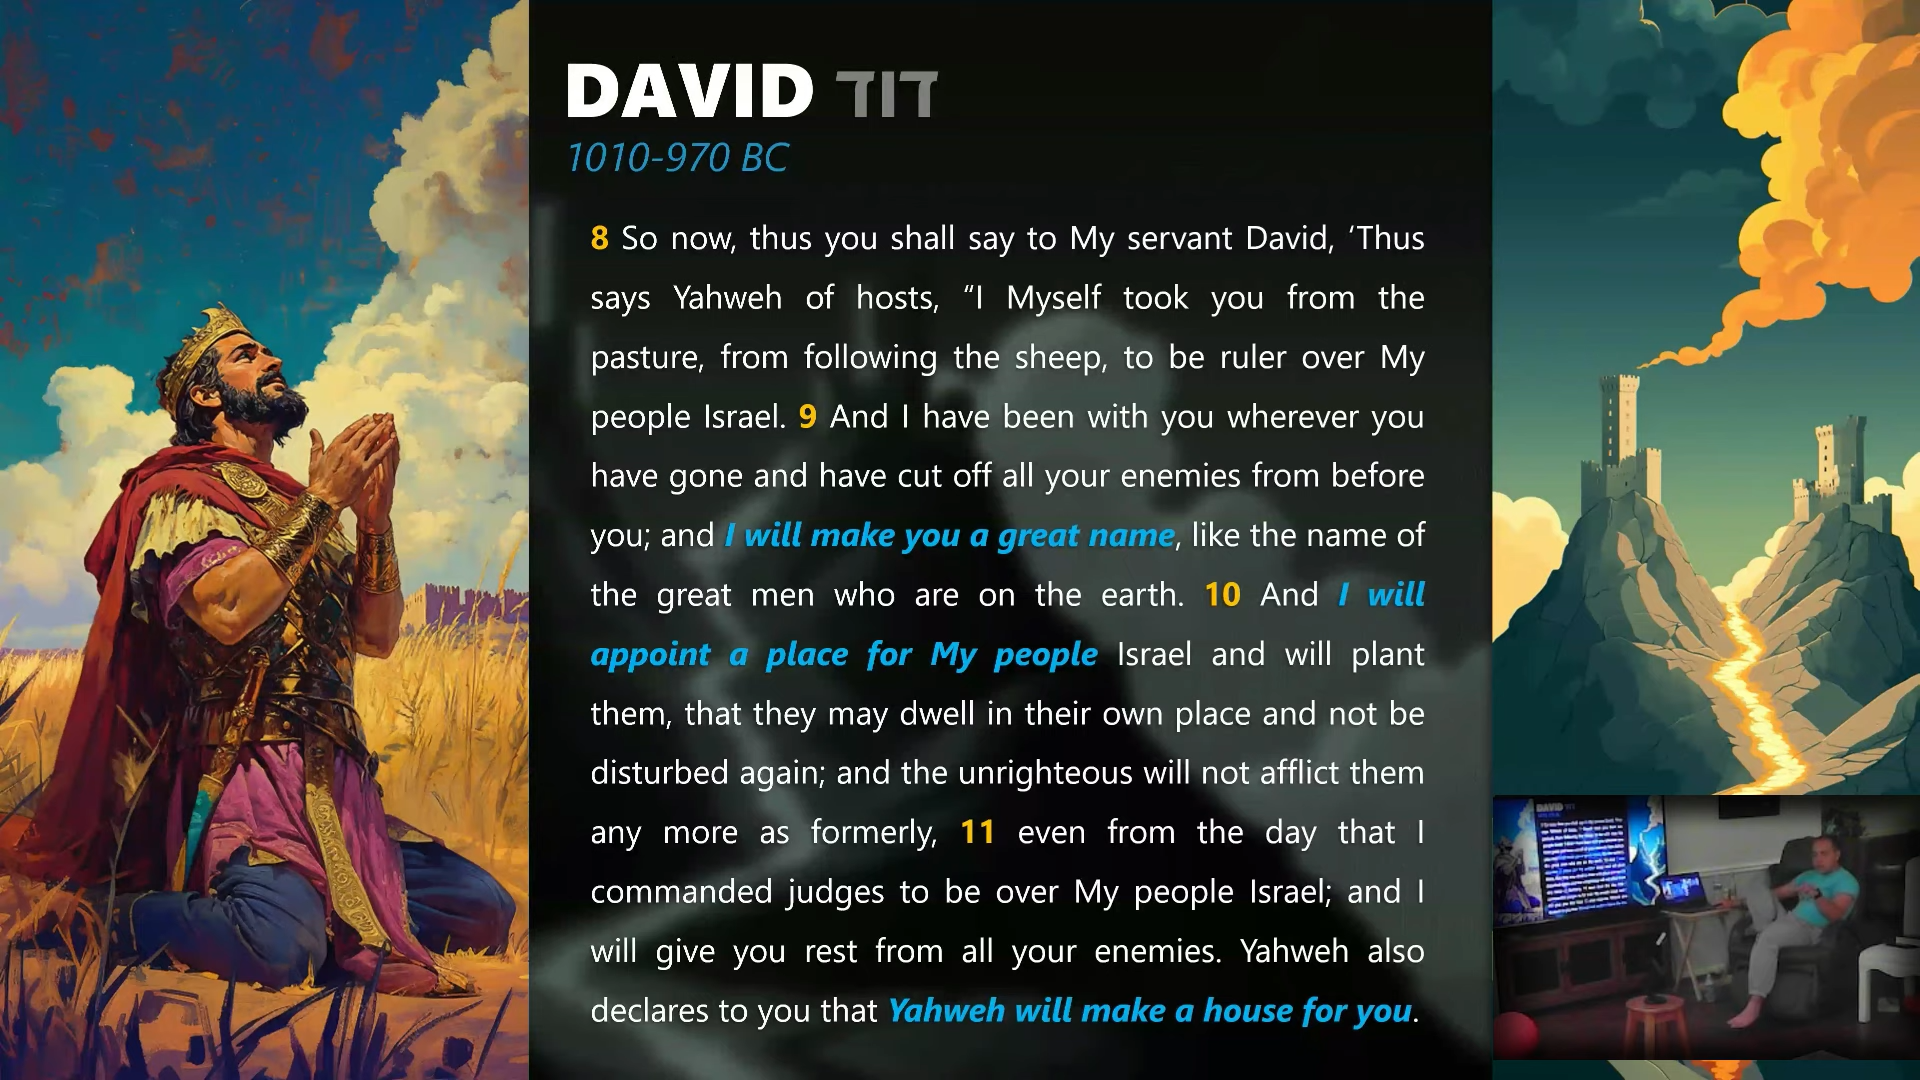 DAVID דוד
1010-970 BC
8 So now, thus you shall say to My servant David, ‘Thus
says Yahweh of hosts, “I Myself took you from the
pasture, from following the sheep, to be ruler over My
people Israel. 9 And I have been with you wherever you
have gone and have cut off all your enemies from before
you; and I will make you a great name, like the name of
the great men who are on the earth. 10 And I will
appoint a place for My people Israel and will plant
them, that they may dwell in their own place and not be
disturbed again; and the unrighteous will not afflict them
any more as formerly, 11 even from the day that I
commanded judges to be over My people Israel; and I
will give you rest from all your enemies. Yahweh also
declares to you that Yahweh will make a house for you.
DAVID